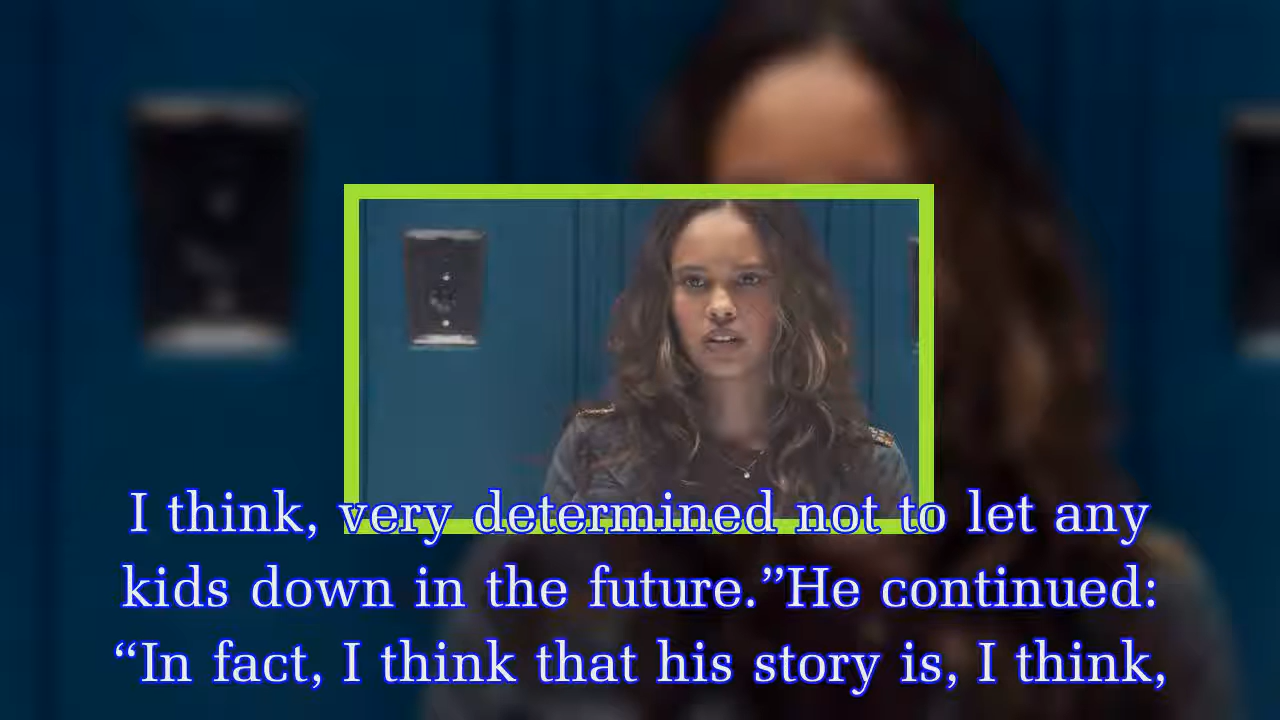 I think, very determined not to let any
kids down in the future.”He continued:
“In fact, I think that his story is, I think,